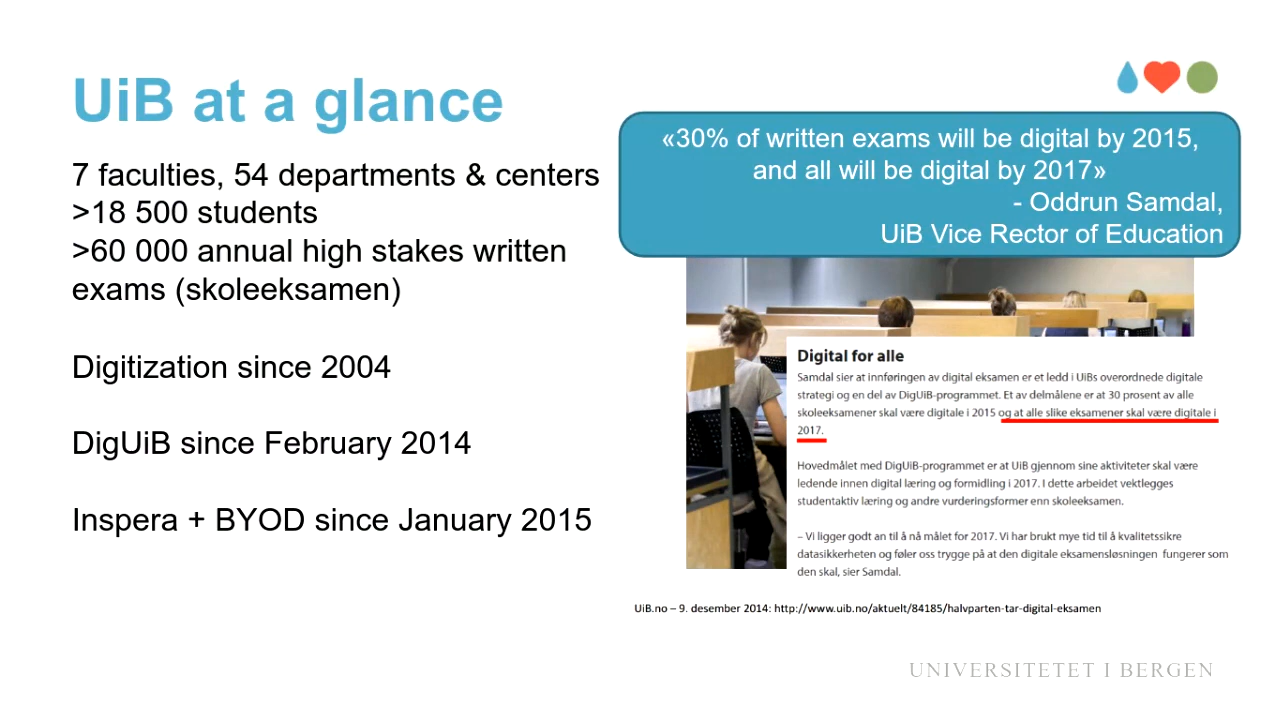 UiB at a glance
7 faculties, 54 departments & centers
>18 500 students
>60 000 annual high stakes written
exams (skoleeksamen)
Digitization since 2004
DigUiB since February 2014
Inspera + BYOD since January 2015
«30% of written exams will be digital by 2015,
and all will be digital by 2017»
- Oddrun Samdal,
UiB Vice Rector of Education
Digital for alle
Samdal sier at innføringen av digital eksamen er et ledd i UiBs overordnede digitale
strategi og en del av DigUiB-programmet. Et av delmålene er at 30 prosent av alle
skoleeksamener skal være digitale i 2015 og at alle slike eksamener skal være digitale i
2017.
Hovedmålet med DigUiB-programmet er at UiB gjennom sine aktiviteter skal være
ledende innen digital læring og formidling i 2017. I dette arbeidet vektlegges
studentaktiv læring og andre vurderingsformer enn skoleeksamen.
– Vi ligger godt an til å nå målet for 2017. Vi har brukt mye tid til å kvalitetssikre
datasikkerheten og føler oss trygge på at den digitale eksamensløsningen fungerer som
den skal, sier Samdal.
UiB.no – 9. desember 2014: http://www.uib.no/aktuelt/84185/halvparten-tar-digital-eksamen
UNIVERSITETET I BERGEN